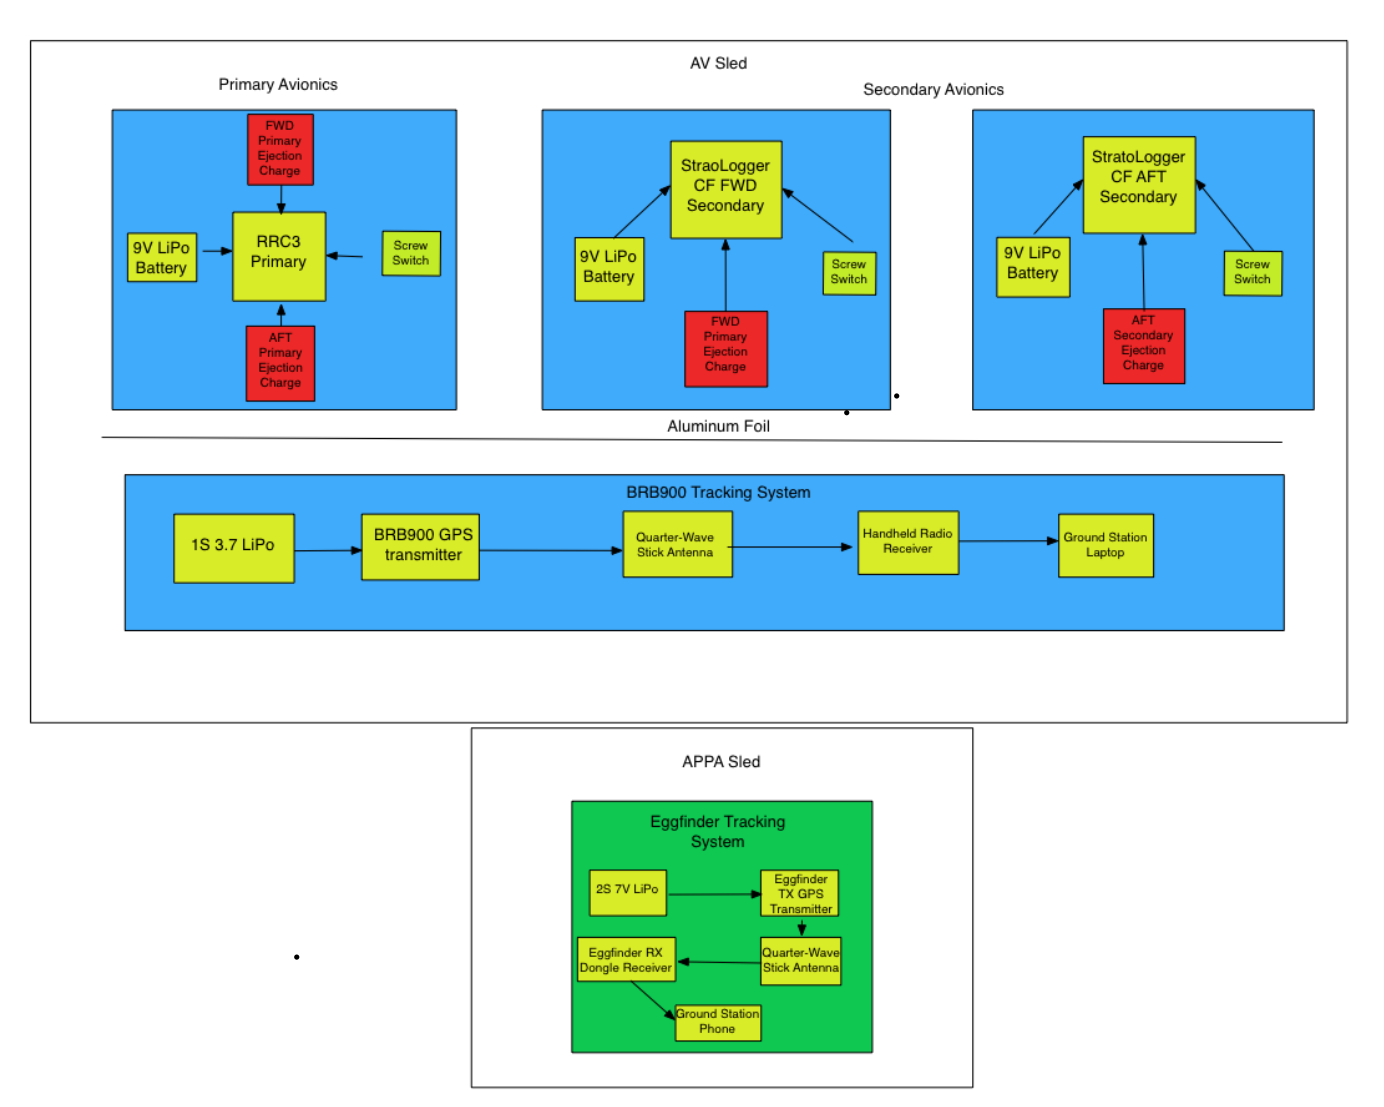 AV Sled
Primary Avionics
Secondary Avionics
FWD
Primary
Ejection
Charge
9V LiPo
Battery
RRC3
Primary
Screw
Switch
AFT
Primary
Ejection
Charge
StraoLogger
CF FWD
Secondary
9V LiPo
Battery
Screw
Switch
FWD
Primary
Ejection
Charge
StratoLogger
CF AFT
Secondary
9V LiPo
Battery
Screw
Switch
AFT
Secondary
Ejection
Charge
Aluminum Foil
BRB900 Tracking System
1S 3.7 LiPo
BRB900 GPS
transmitter
Quarter-Wave
Stick Antenna
Handheld Radio
Receiver
Ground Station
Laptop
APPA Sled
Eggfinder Tracking
System
2S 7V LiPo
Eggfinder
TX GPS
Transmitter
Quarter-Wave
Stick Antenna
Eggfinder RX
Dongle Receiver
Ground Station
Phone